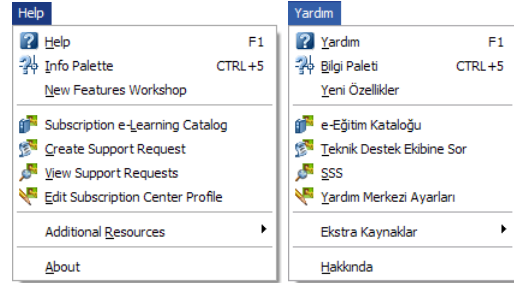 Help
Help F1
Info Palette CTRL+5
New Features Workshop
Subscription e-Learning Catalog
Create Support Request
View Support Requests
Edit Subscription Center Profile
Additional Resources
About
Yardım
Yardım F1
Bilgi Paleti CTRL+5
Yeni Özellikler
e-Eğitim Kataloğu
Teknik Destek Ekibine Sor
SSS
Yardım Merkezi Ayarları
Ekstra Kaynaklar
Hakkında